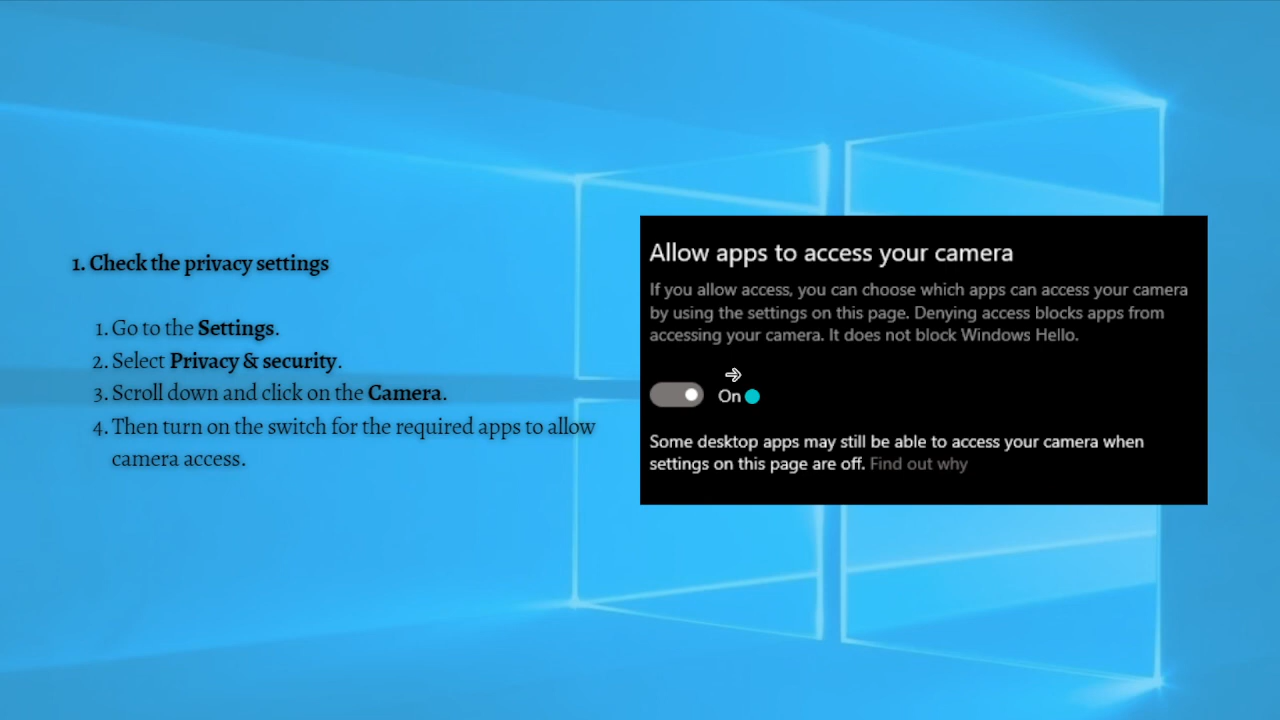 1. Check the privacy settings
1. Go to the Settings.
2. Select Privacy & security.
3. Scroll down and click on the Camera.
4. Then turn on the switch for the required apps to allow
camera access.
Allow apps to access your camera
If you allow access, you can choose which apps can access your camera
by using the settings on this page. Denying access blocks apps from
accessing your camera. It does not block Windows Hello.
On
Some desktop apps may still be able to access your camera when
settings on this page are off. Find out why